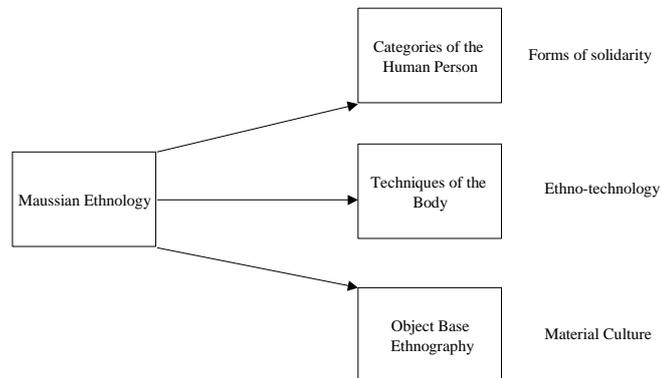 Categories of the
Human Person
Forms of solidarity
Maussian Ethnology
Techniques of the
Body
Ethno-technology
Object Base
Ethnography
Material Culture